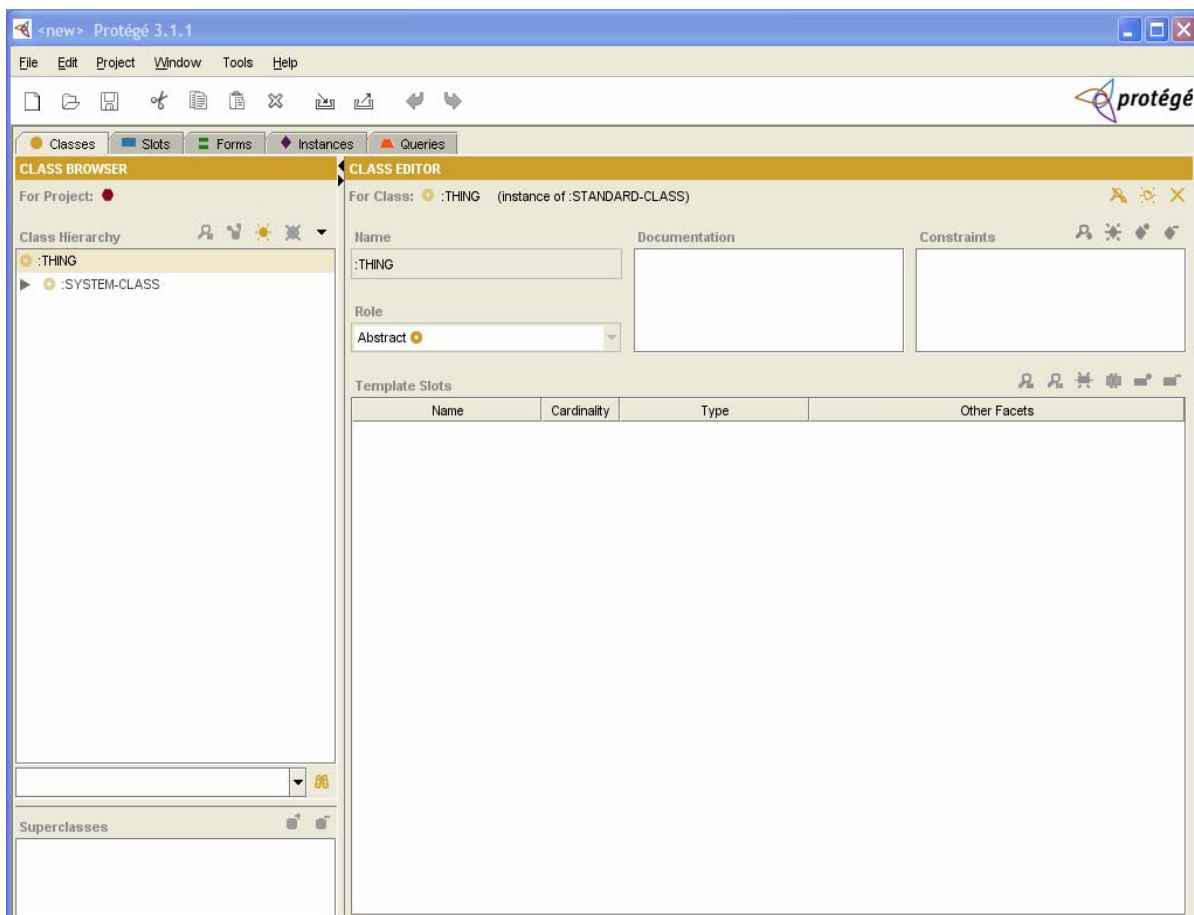 <new> Protégé 3.1.1
File Edit Project Window Tools Help
protégé
Classes Slots Forms Instances Queries
CLASS BROWSER
For Project:
Class Hierarchy
:THING
:SYSTEM-CLASS
Superclasses
CLASS EDITOR
For Class: :THING (instance of :STANDARD-CLASS)
Name Documentation Constraints
:THING
Role
Abstract
Template Slots
Name Cardinality Type Other Facets